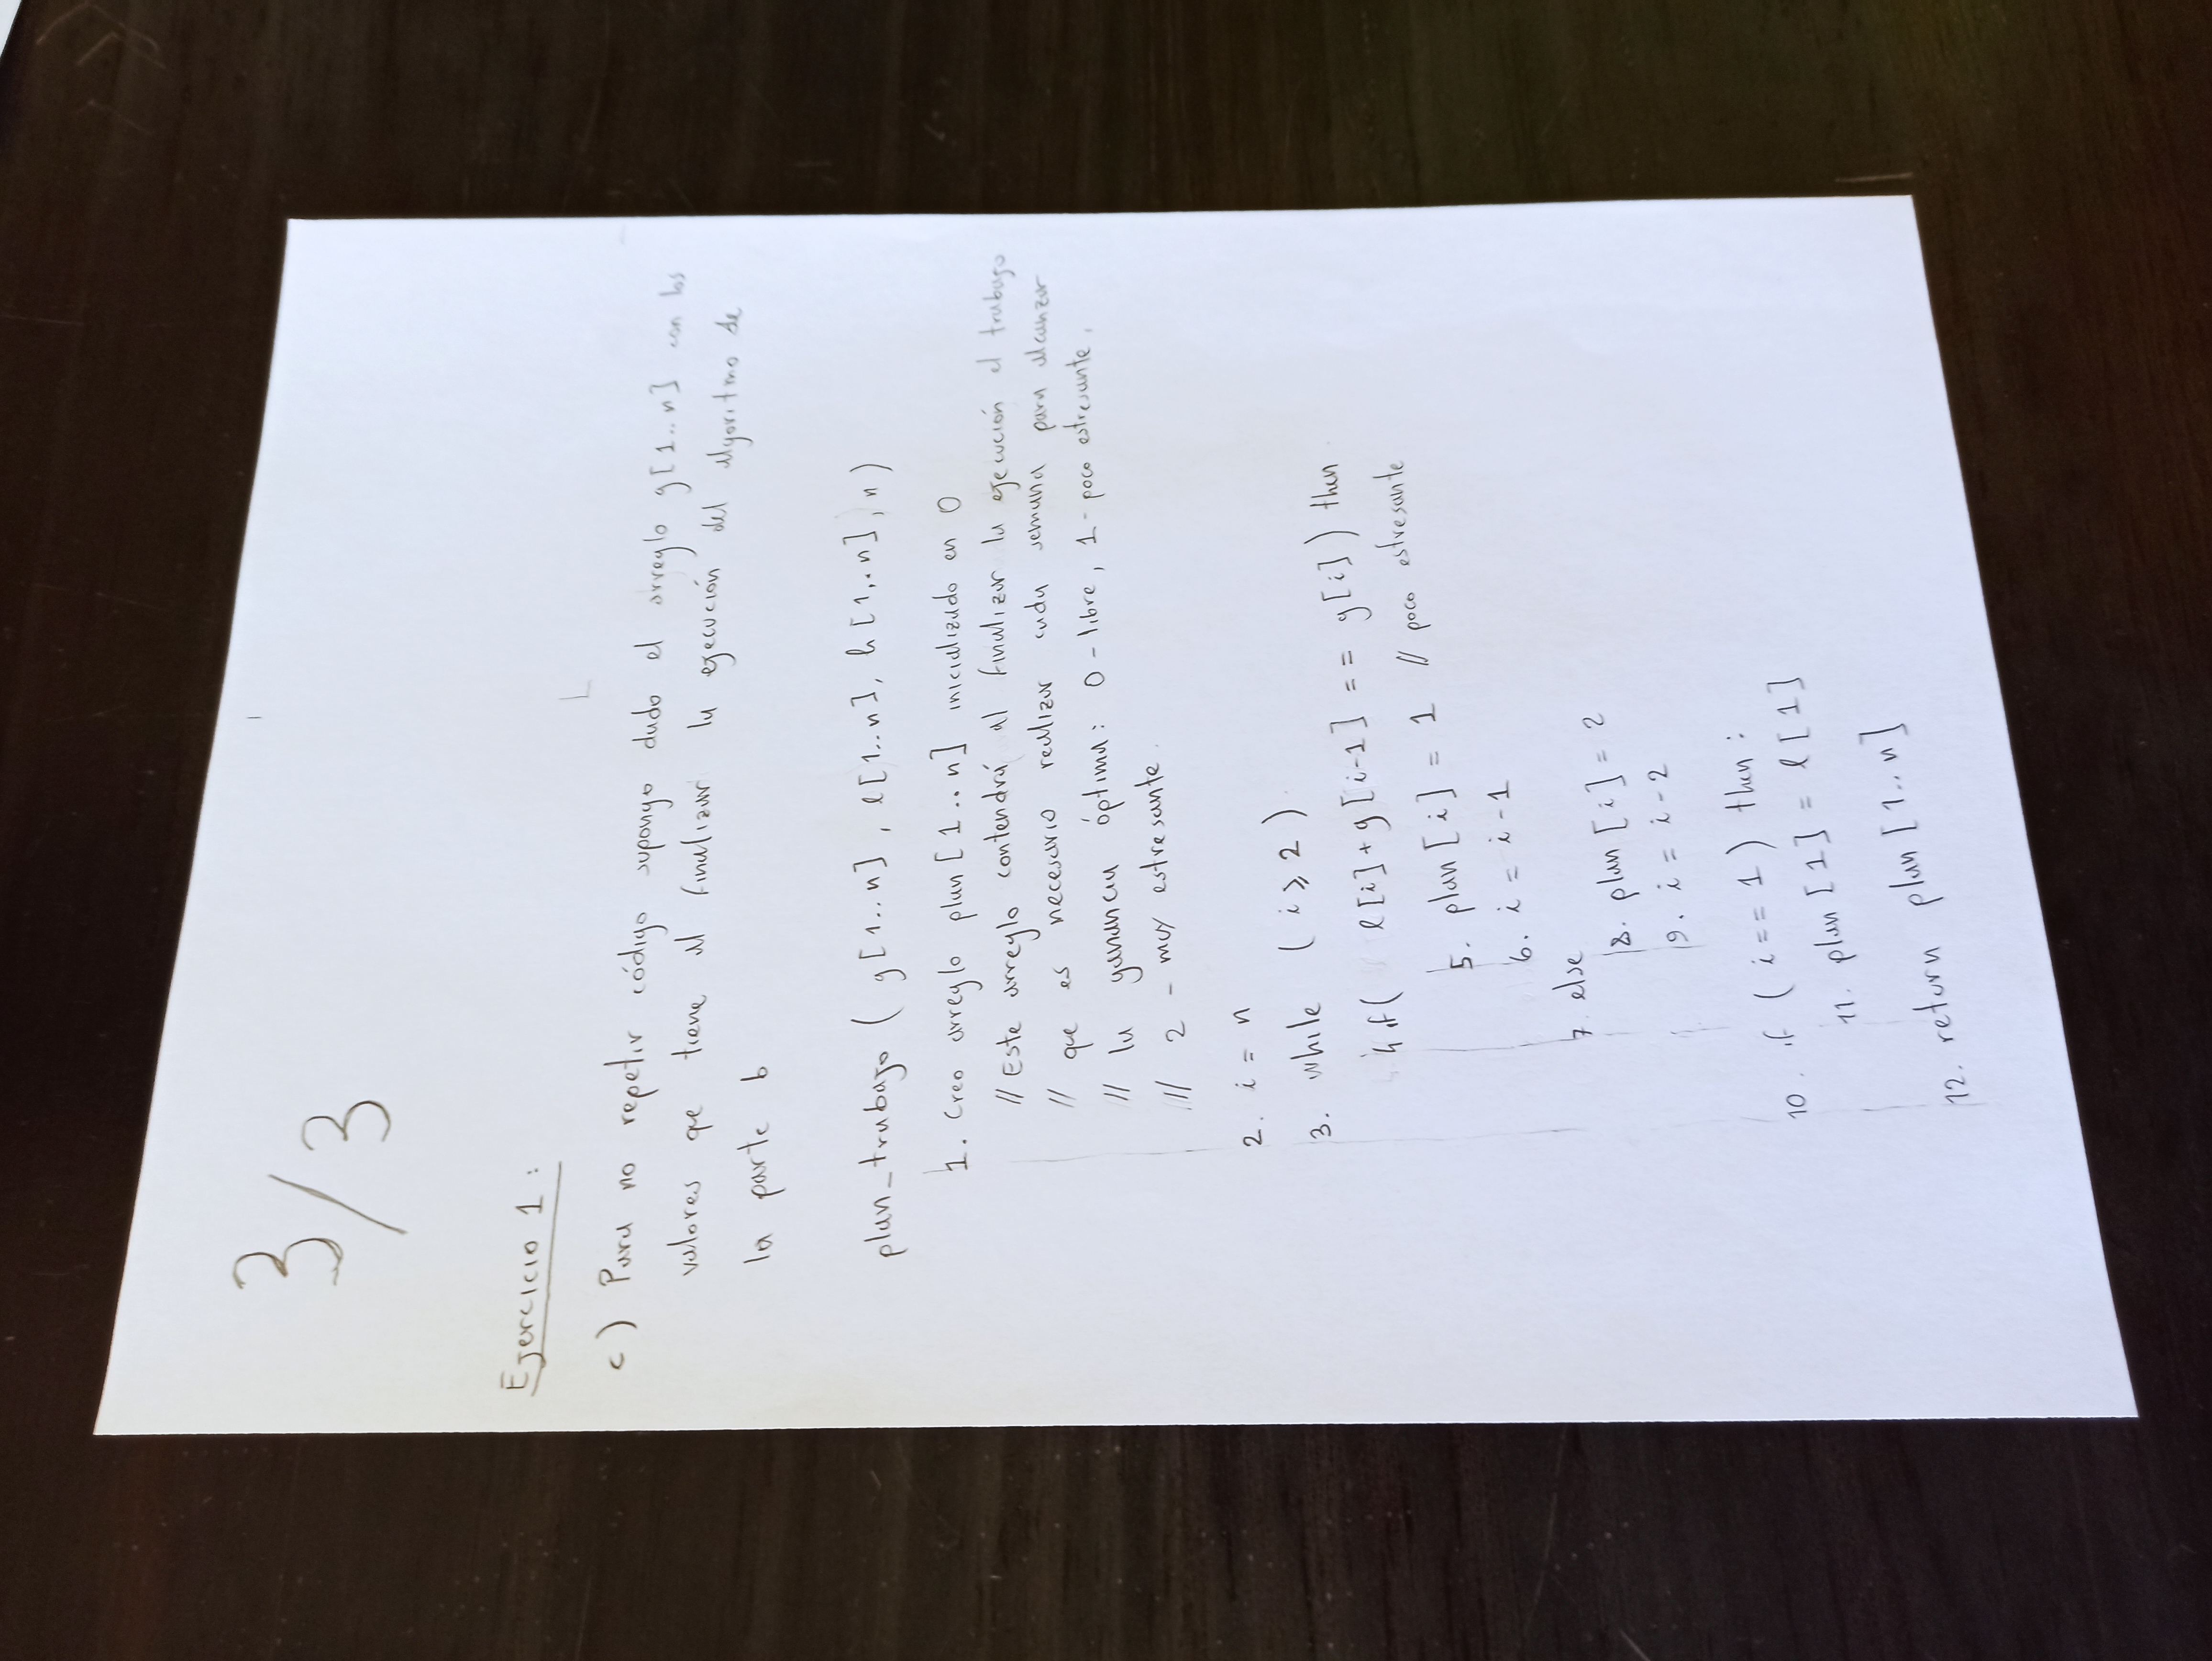 3/3
Ejercicio 1:
c) Para no repetir código supongo dado el arreglo g[1..n] con los
valores que tiene al finalizar la ejecución del algoritmo de
la parte b
plan_trabajo (g[1..n], l[1..n], h[1..n], n)
1. Creo arreglo plan[1..n] inicializado en 0
// Este arreglo contendrá al finalizar la ejecución el trabajo
// que es necesario realizar cada semana para alcanzar
// la ganancia óptima: 0 - libre, 1 - poco estresante,
// 2 - muy estresante.
2. i = n
3. while (i ≥ 2)
4. if( l[i]+g[i-1] == g[i]) then
5. plan[i] = 1 // poco estresante
6. i = i - 1
7. else
8. plan[i] = 2
9. i = i - 2
10. if (i == 1) then:
11. plan[1] = l[1]
12. return plan[1..n]